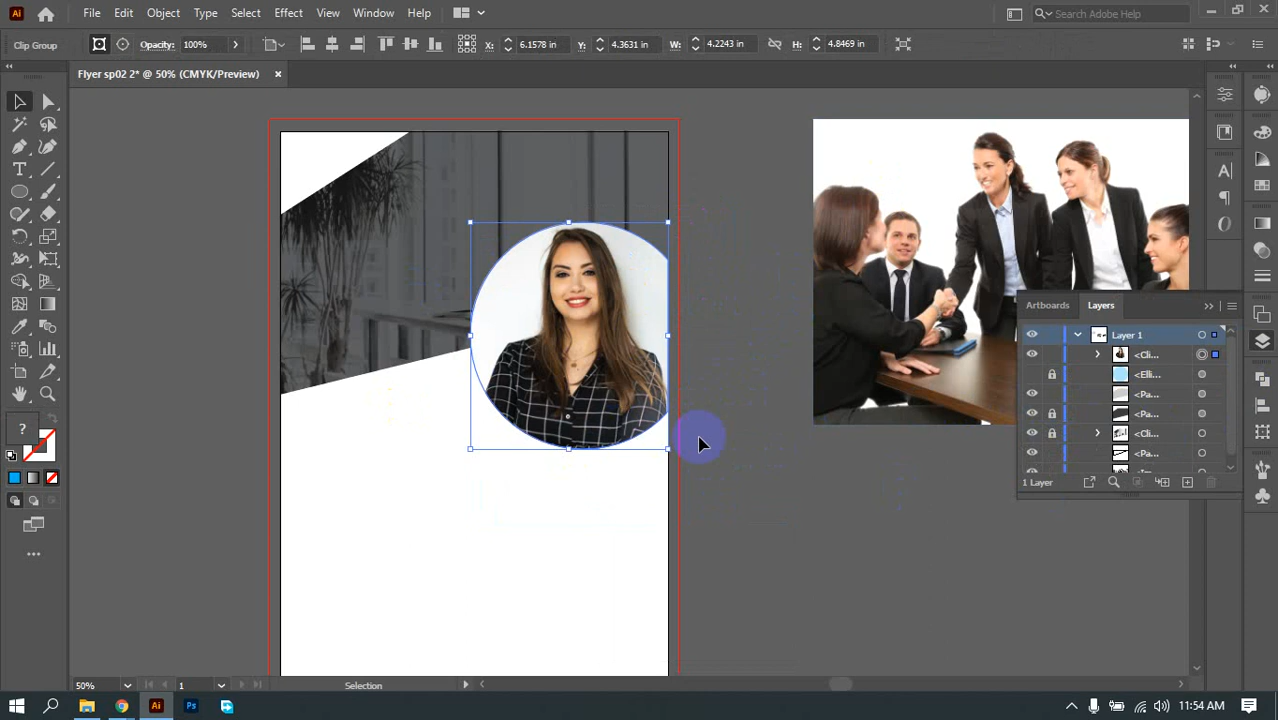 Ai File Edit Object Type Select Effect View Window Help Search Adobe Help
Clip Group Opacity: 100% X: 6.1578 in Y: 4.3631 in W: 4.2243 in H: 4.8469 in
Flyer sp02 2* @ 50% (CMYK/Preview) ×
Artboards Layers
Layer 1
<Cli...
<Elli...
<Pa...
<Pa...
<Cli...
<Pa...
1 Layer
?
50% 1 Selection
Ai Ps 11:54 AM